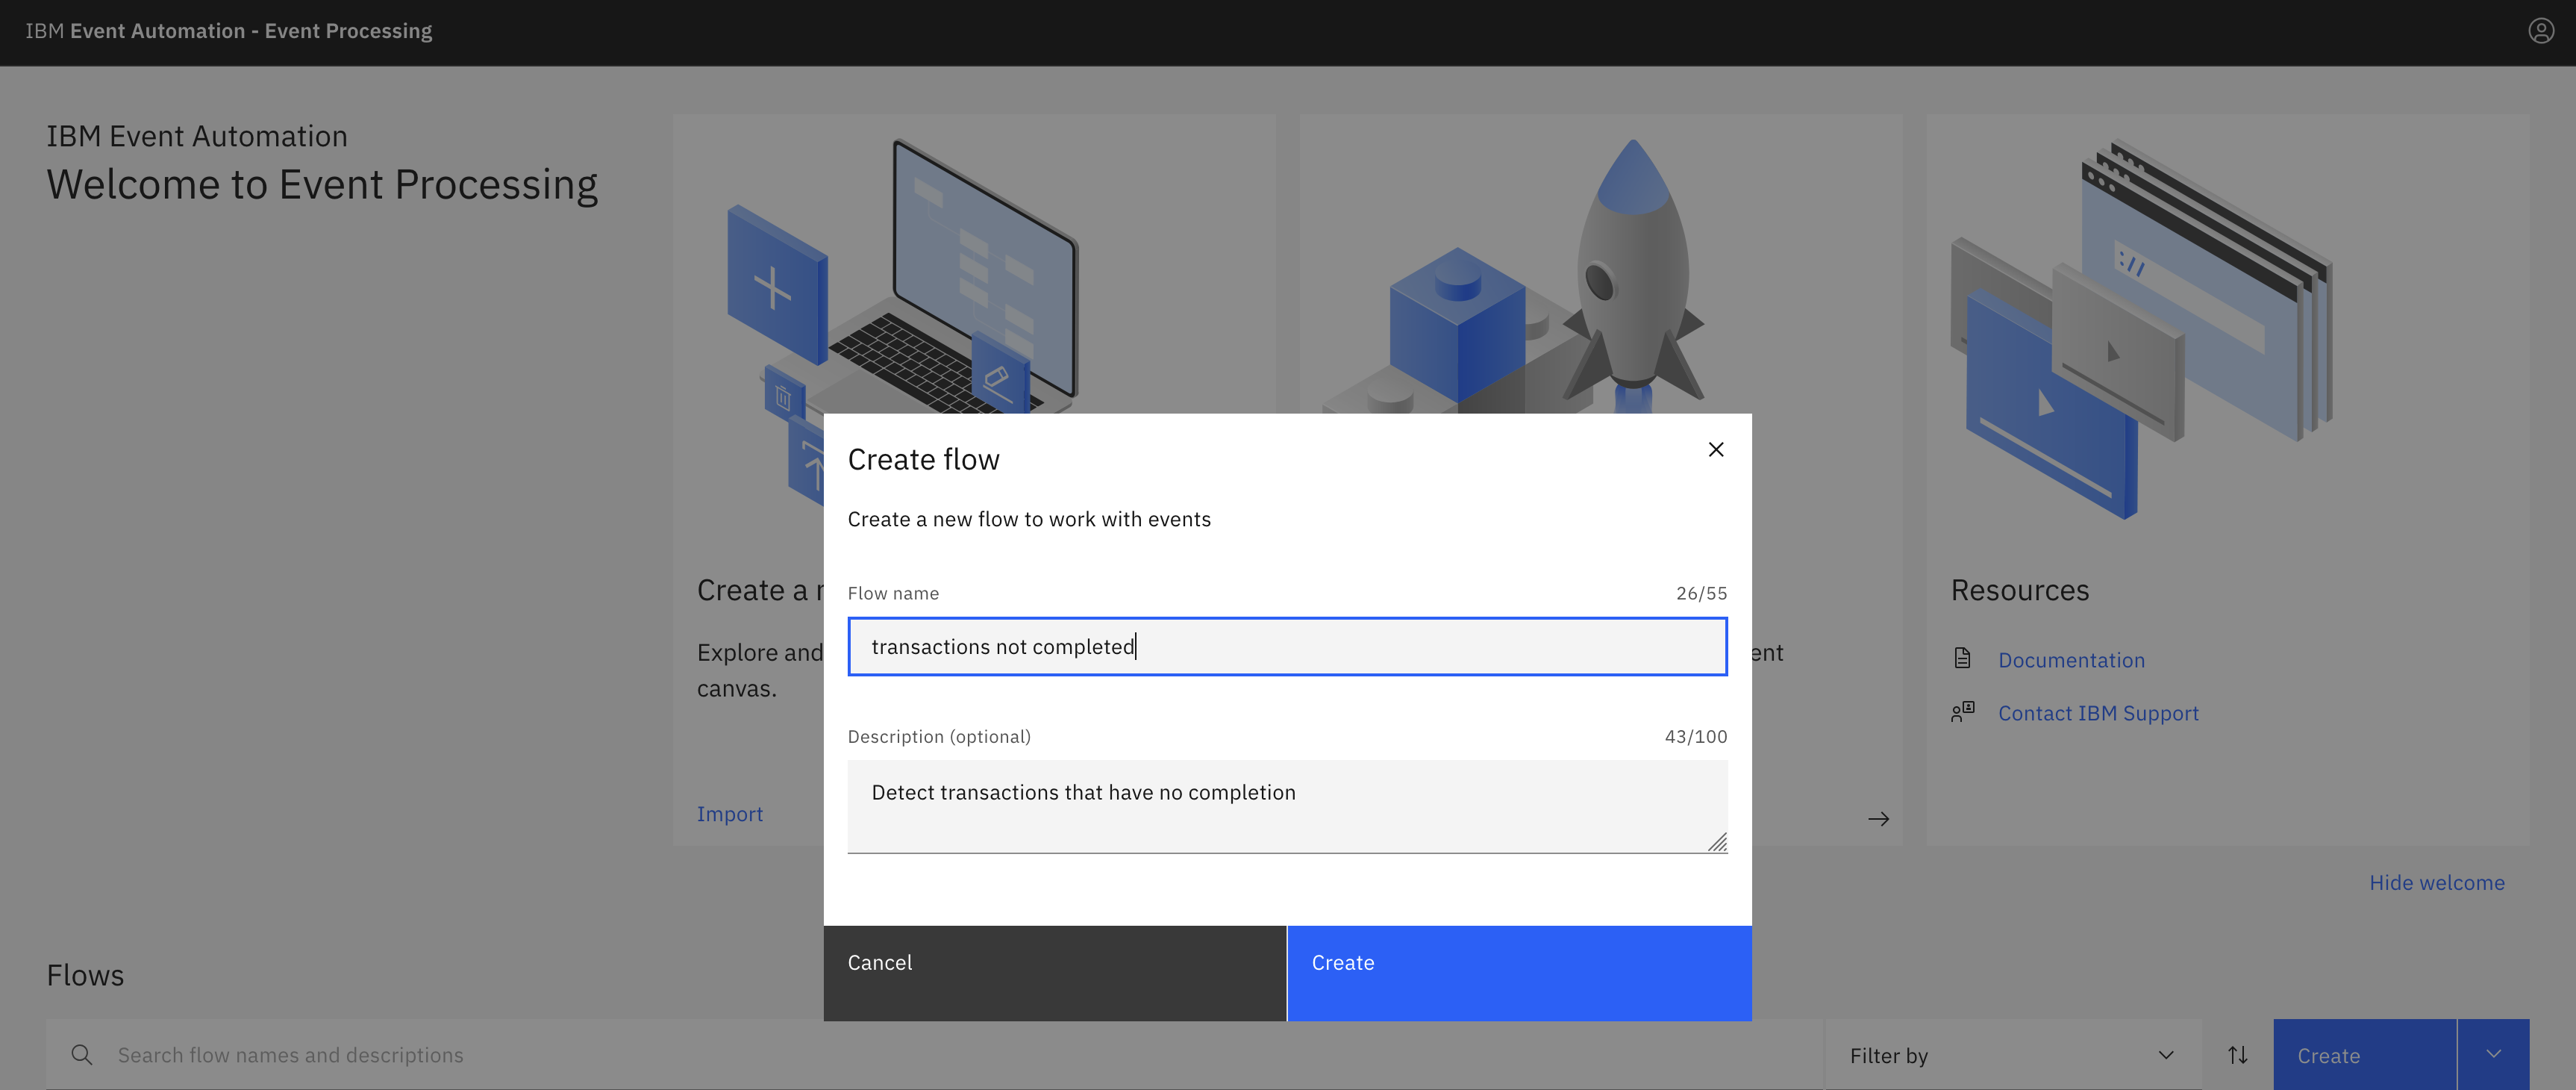 IBM Event Automation - Event Processing
IBM Event Automation
Welcome to Event Processing
://
Create a
Explore and
canvas.
Import
ent
Resources
Documentation
Contact IBM Support
Hide welcome
Create flow
Create a new flow to work with events
Flow name 26/55
transactions not completed
Description (optional) 43/100
Detect transactions that have no completion
Cancel Create
Flows
Search flow names and descriptions Filter by Create